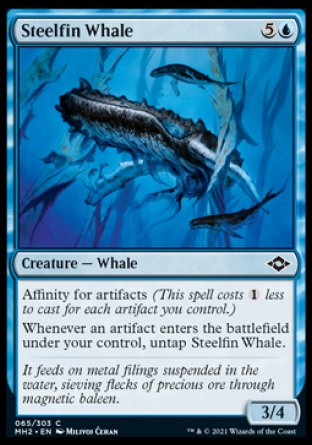 Steelfin Whale 5
Creature — Whale
Affinity for artifacts (This spell costs 1 less
to cast for each artifact you control.)
Whenever an artifact enters the battlefield
under your control, untap Steelfin Whale.
It feeds on metal filings suspended in the
water, sieving flecks of precious ore through
magnetic baleen.
065/303 C
MH2 • EN Milivoj Ćeran
™ & © 2021 Wizards of the Coast
3/4